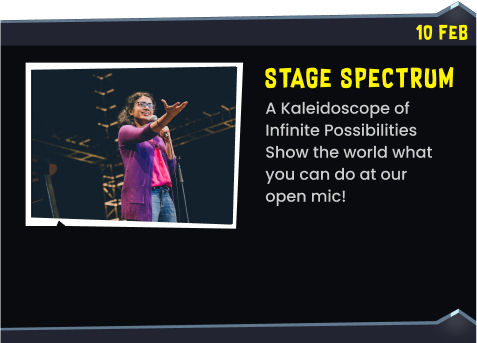 10 FEB
STAGE SPECTRUM
A Kaleidoscope of
Infinite Possibilities
Show the world what
you can do at our
open mic!